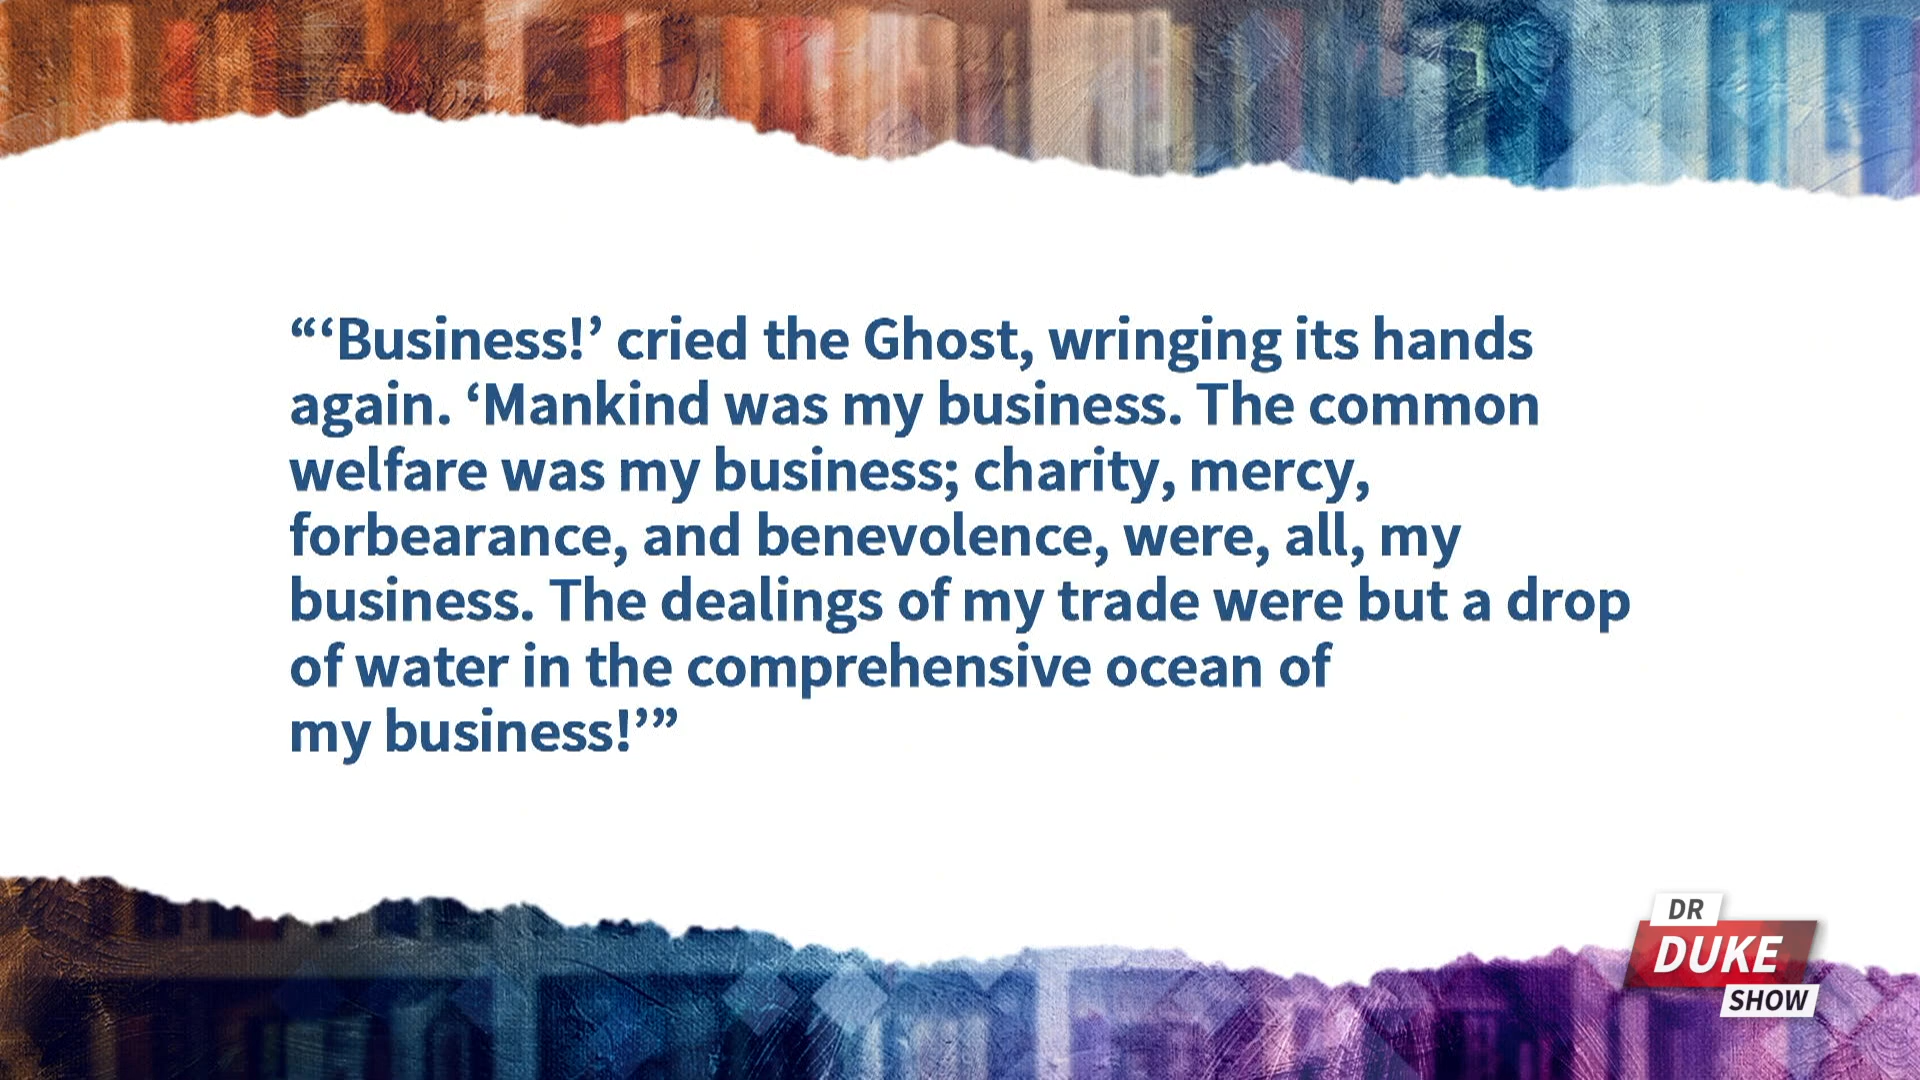 “‘Business!’ cried the Ghost, wringing its hands
again. ‘Mankind was my business. The common
welfare was my business; charity, mercy,
forbearance, and benevolence, were, all, my
business. The dealings of my trade were but a drop
of water in the comprehensive ocean of
my business!’”
DR
DUKE
SHOW